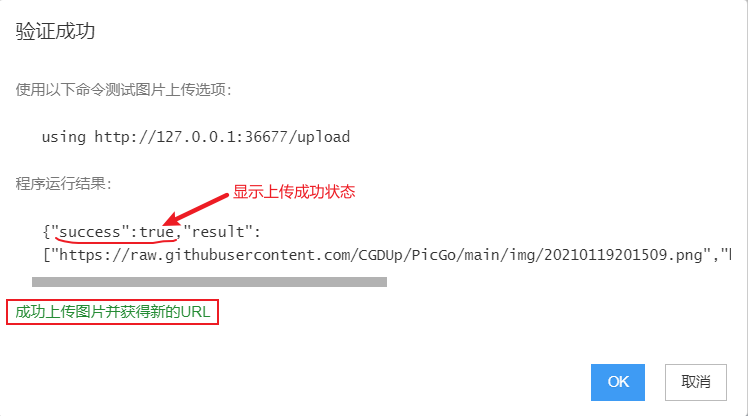 验证成功
使用以下命令测试图片上传选项：
using http://127.0.0.1:36677/upload
程序运行结果：
显示上传成功状态
{"success":true,"result":
["https://raw.githubusercontent.com/CGDUp/PicGo/main/img/20210119201509.png","
成功上传图片并获得新的URL
OK
取消